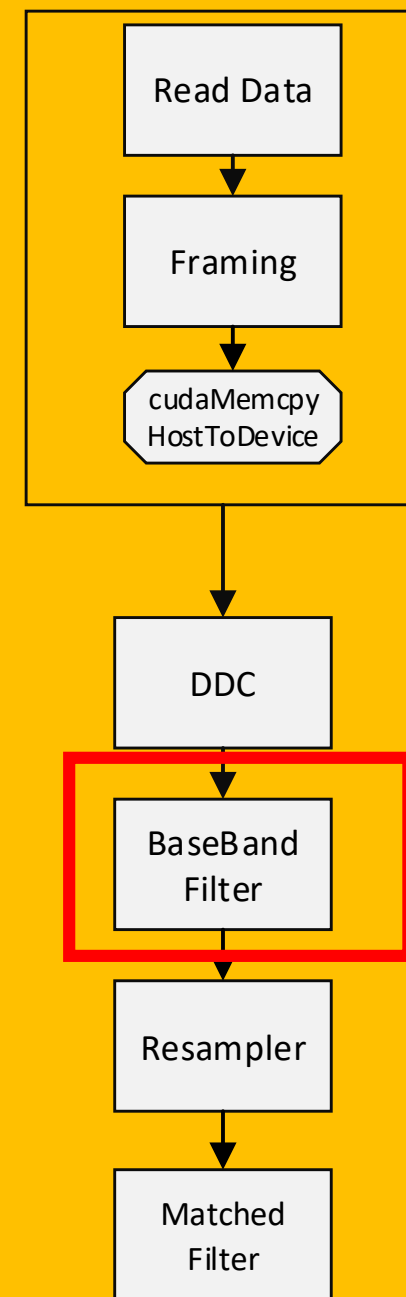 Read Data
Framing
cudaMemcpy
HostToDevice
DDC
BaseBand
Filter
Resampler
Matched
Filter